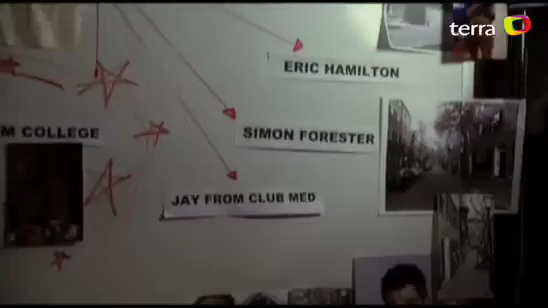 terra
ERIC HAMILTON
M COLLEGE
SIMON FORESTER
JAY FROM CLUB MED